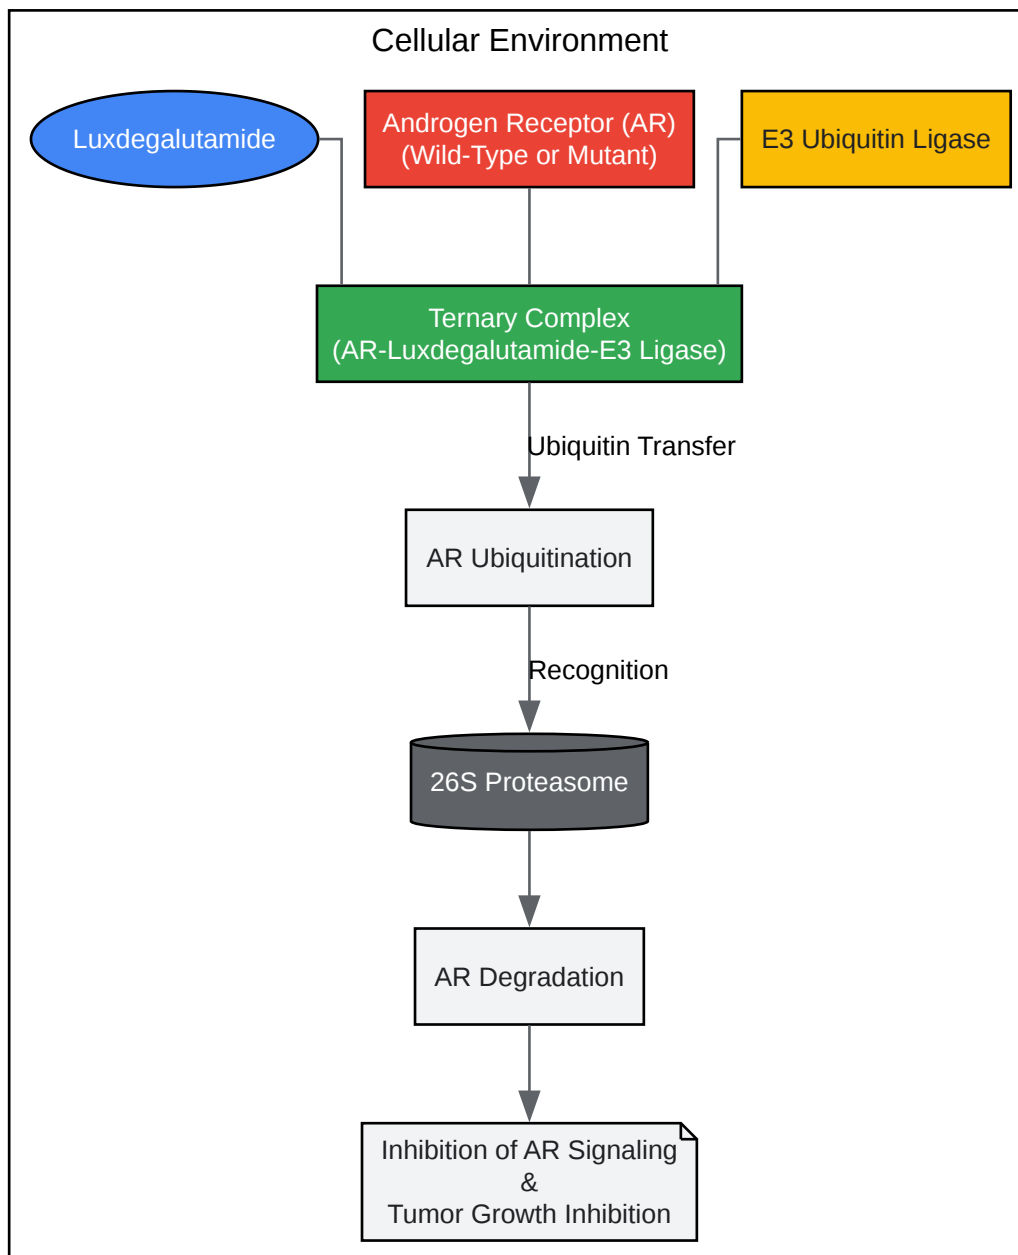 Cellular Environment
Luxdegalutamide
Androgen Receptor (AR)
(Wild-Type or Mutant)
E3 Ubiquitin Ligase
Ternary Complex
(AR-Luxdegalutamide-E3 Ligase)
Ubiquitin Transfer
AR Ubiquitination
Recognition
26S Proteasome
AR Degradation
Inhibition of AR Signaling
&
Tumor Growth Inhibition